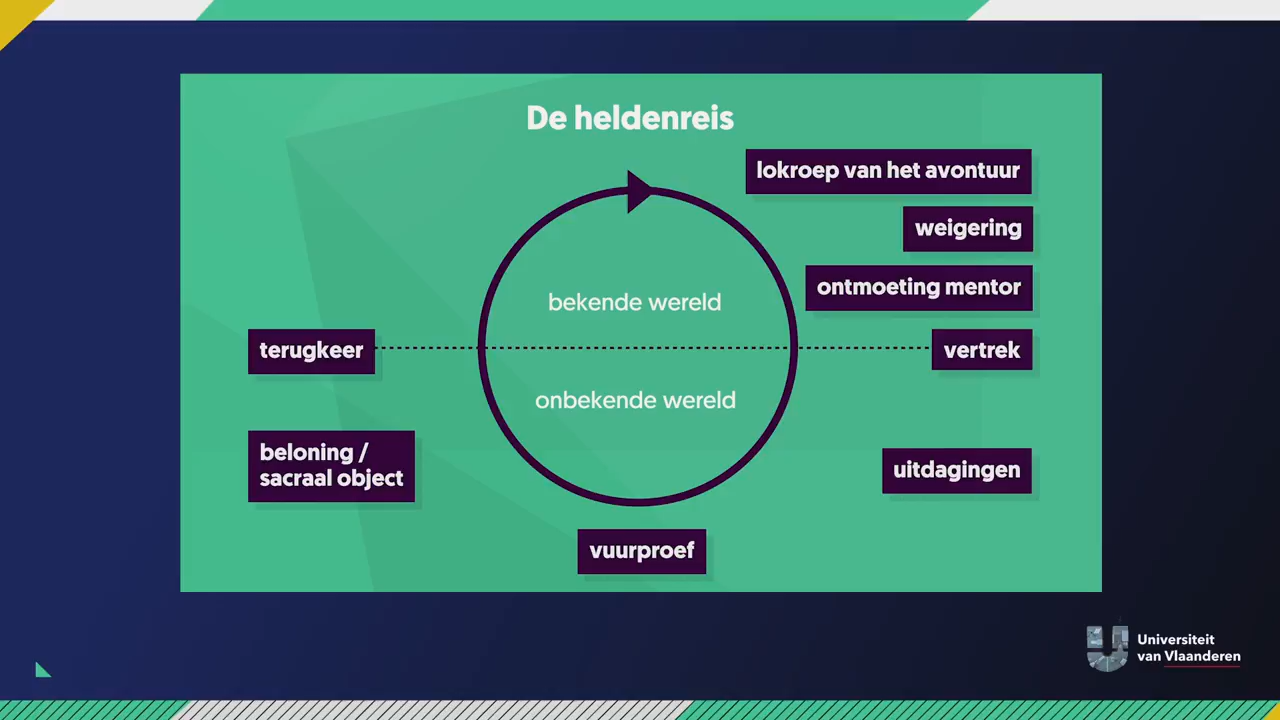 De heldenreis
lokroep van het avontuur
weigering
ontmoeting mentor
bekende wereld
terugkeer
vertrek
onbekende wereld
beloning /
sacraal object
uitdagingen
vuurproef
Universiteit
van Vlaanderen